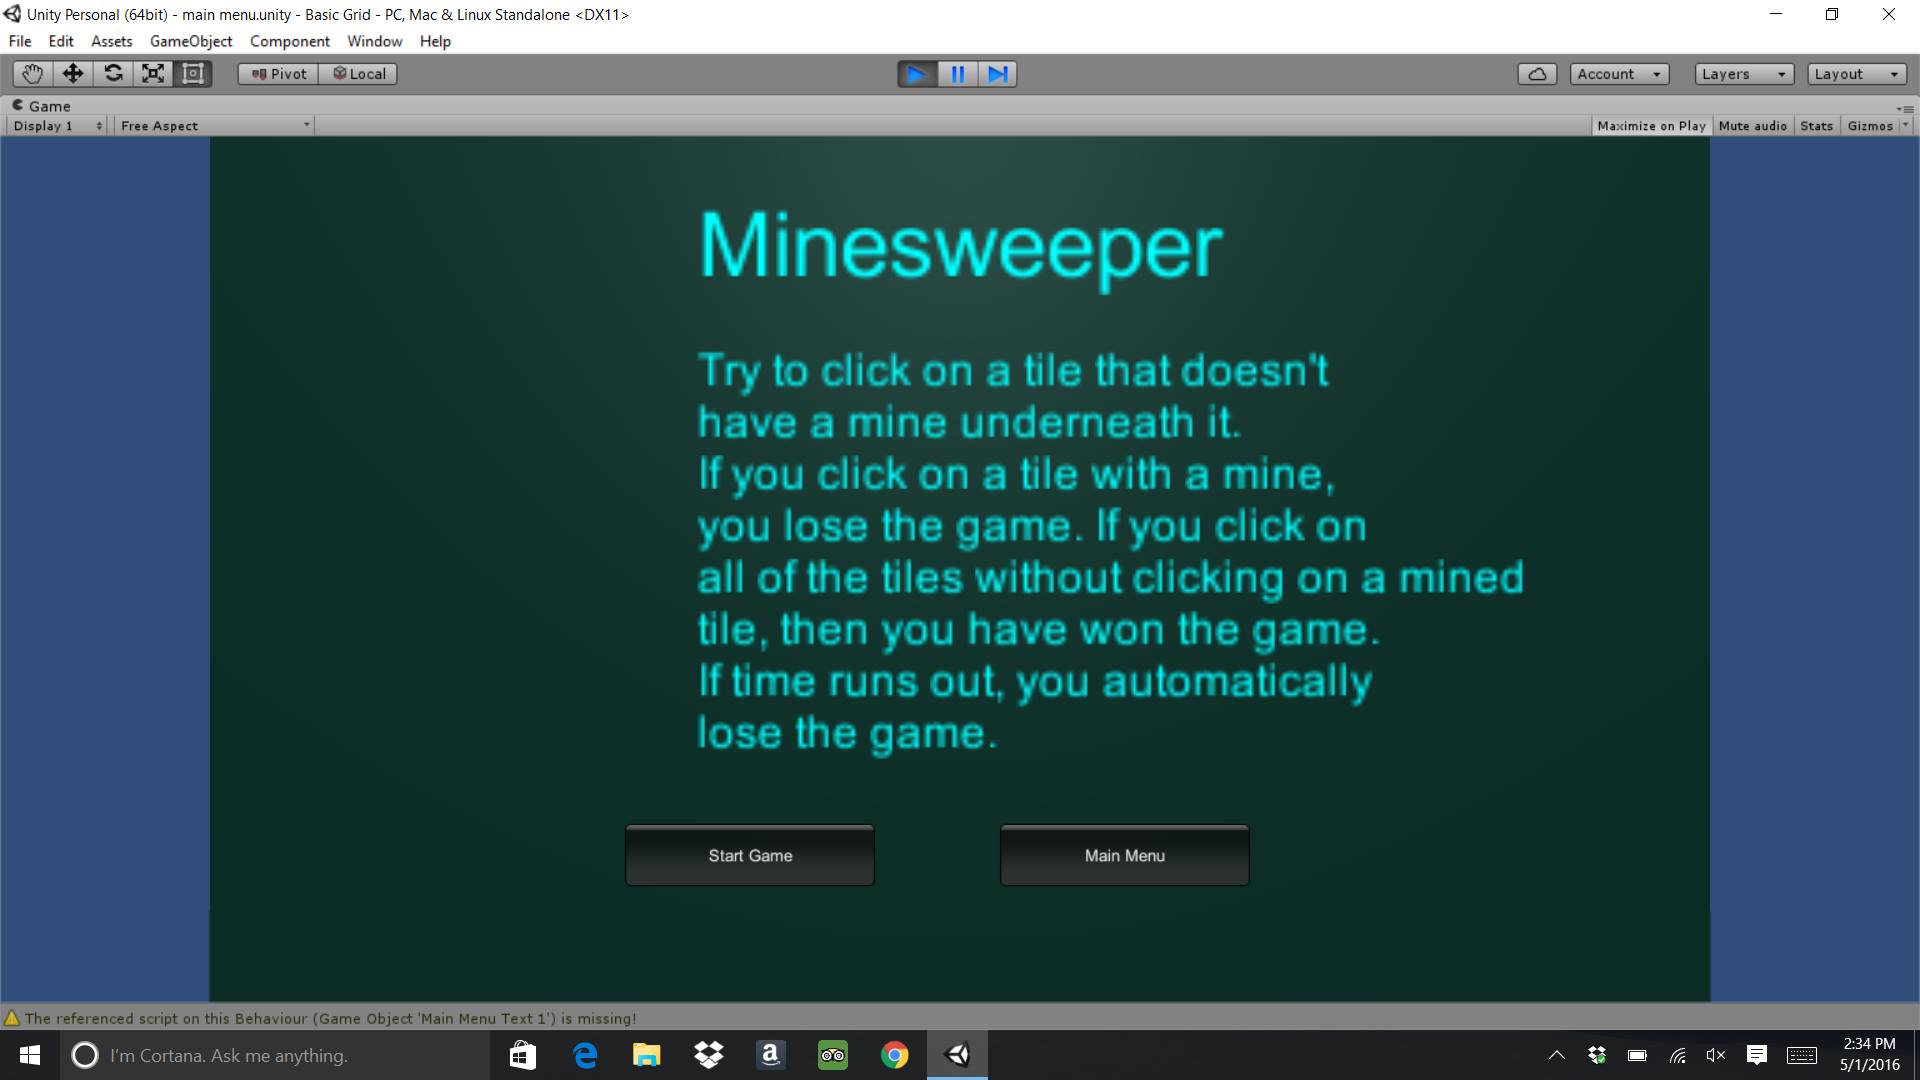 Unity Personal (64bit) - main menu.unity - Basic Grid - PC, Mac & Linux Standalone <DX11>
File Edit Assets GameObject Component Window Help
Pivot Local Account Layers Layout
Game
Display 1 Free Aspect Maximize on Play Mute audio Stats Gizmos
Minesweeper
Try to click on a tile that doesn't
have a mine underneath it.
If you click on a tile with a mine,
you lose the game. If you click on
all of the tiles without clicking on a mined
tile, then you have won the game.
If time runs out, you automatically
lose the game.
Start Game Main Menu
The referenced script on this Behaviour (Game Object 'Main Menu Text 1') is missing!
I'm Cortana. Ask me anything.
a
2:34 PM
5/1/2016